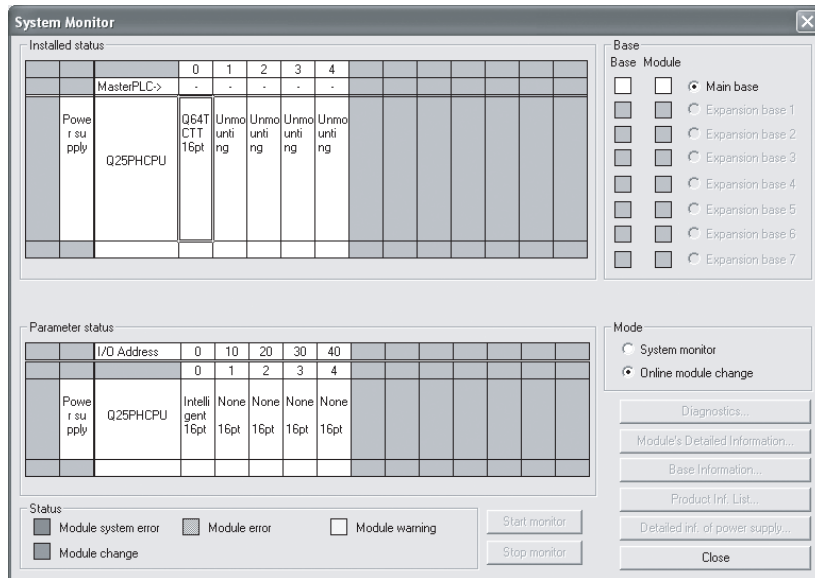 System Monitor
Installed status
0 1 2 3 4
MasterPLC-> - - - - -
Powe
r su
pply
Q25PHCPU
Q64T
CTT
16pt
Unmo
unti
ng
Unmo
unti
ng
Unmo
unti
ng
Unmo
unti
ng
Base
Base Module
Main base
Expansion base 1
Expansion base 2
Expansion base 3
Expansion base 4
Expansion base 5
Expansion base 6
Expansion base 7
Parameter status
I/O Address 0 10 20 30 40
0 1 2 3 4
Powe
r su
pply
Q25PHCPU
Intelli
gent
16pt
None
16pt
None
16pt
None
16pt
None
16pt
Mode
System monitor
Online module change
Diagnostics...
Module's Detailed Information...
Base Information...
Product Inf. List...
Detailed inf. of power supply...
Close
Status
Module system error
Module error
Module warning
Module change
Start monitor
Stop monitor